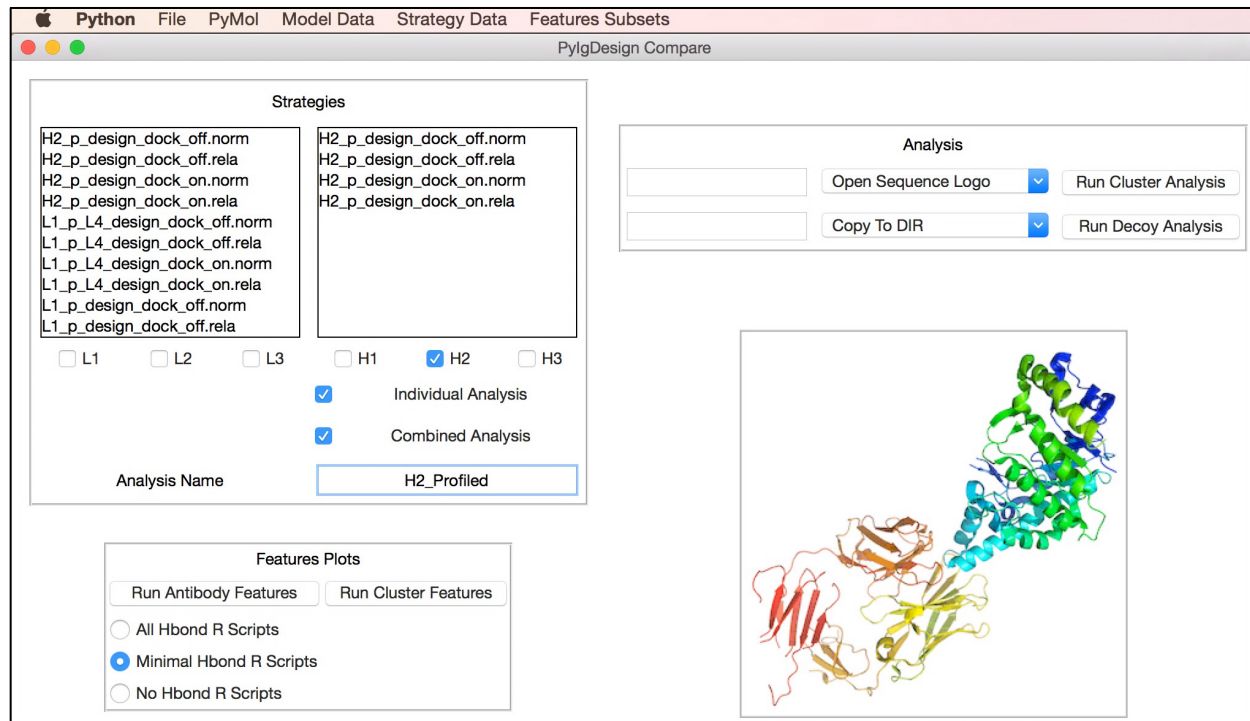 Python File PyMol Model Data Strategy Data Features Subsets
PyIgDesign Compare
Strategies
H2_p_design_dock_off.norm
H2_p_design_dock_off.rela
H2_p_design_dock_on.norm
H2_p_design_dock_on.rela
L1_p_L4_design_dock_off.norm
L1_p_L4_design_dock_off.rela
L1_p_L4_design_dock_on.norm
L1_p_L4_design_dock_on.rela
L1_p_design_dock_off.norm
L1_p_design_dock_off.rela
H2_p_design_dock_off.norm
H2_p_design_dock_off.rela
H2_p_design_dock_on.norm
H2_p_design_dock_on.rela
L1 L2 L3 H1 H2 H3
Individual Analysis
Combined Analysis
Analysis Name H2_Profiled
Analysis
Open Sequence Logo Run Cluster Analysis
Copy To DIR Run Decoy Analysis
Features Plots
Run Antibody Features Run Cluster Features
All Hbond R Scripts
Minimal Hbond R Scripts
No Hbond R Scripts